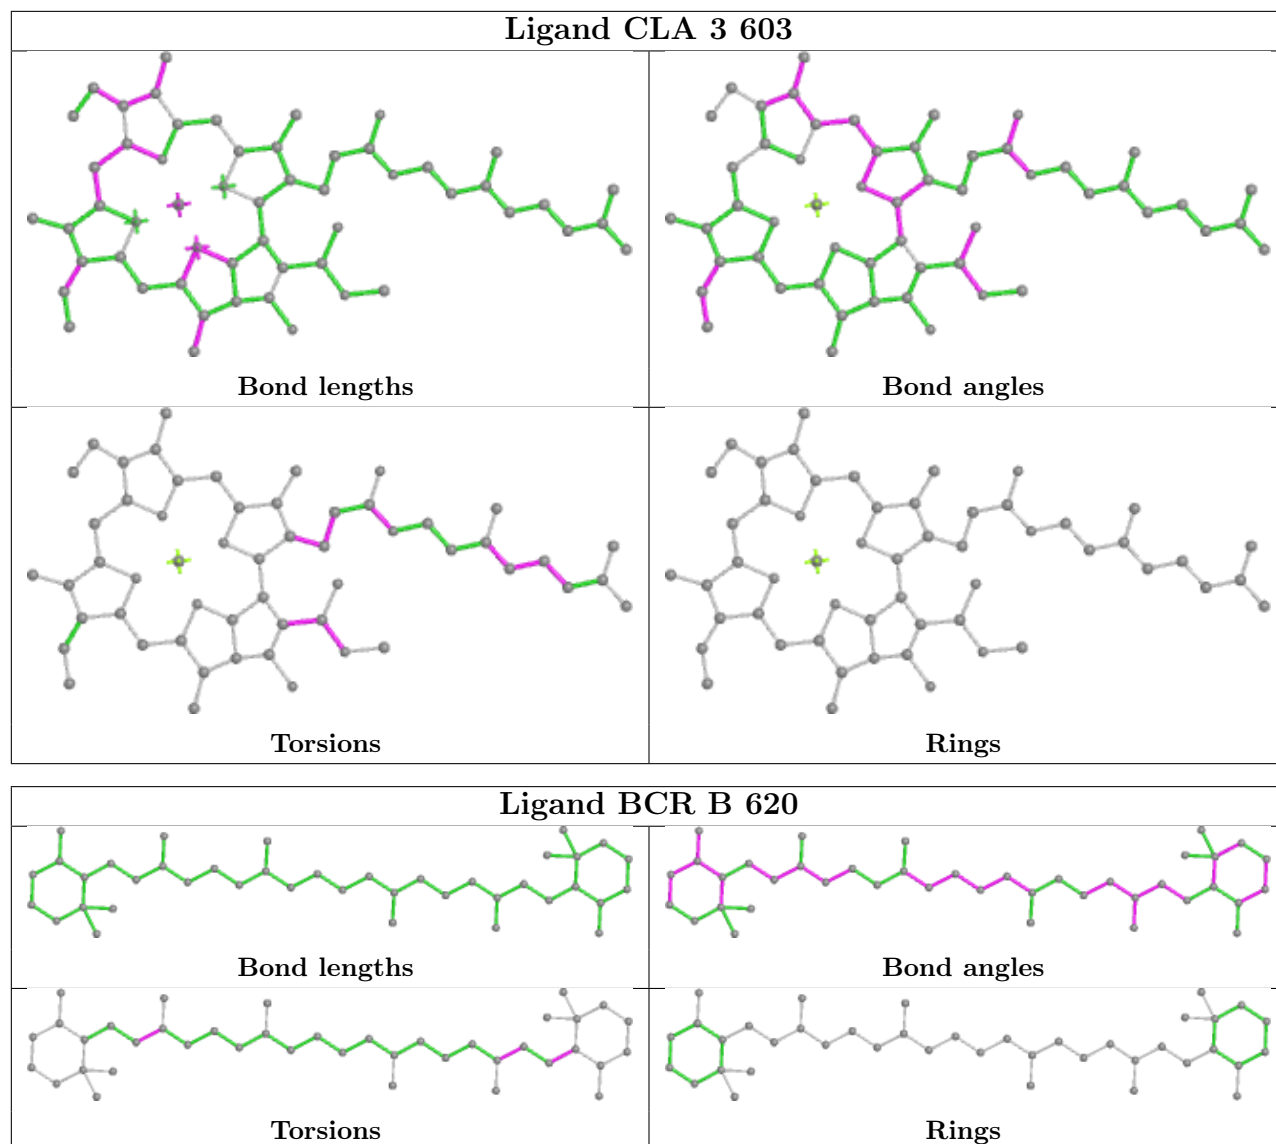 Ligand CLA 3 603
Bond lengths
Bond angles
Torsions
Rings
Ligand BCR B 620
Bond lengths
Bond angles
Torsions
Rings